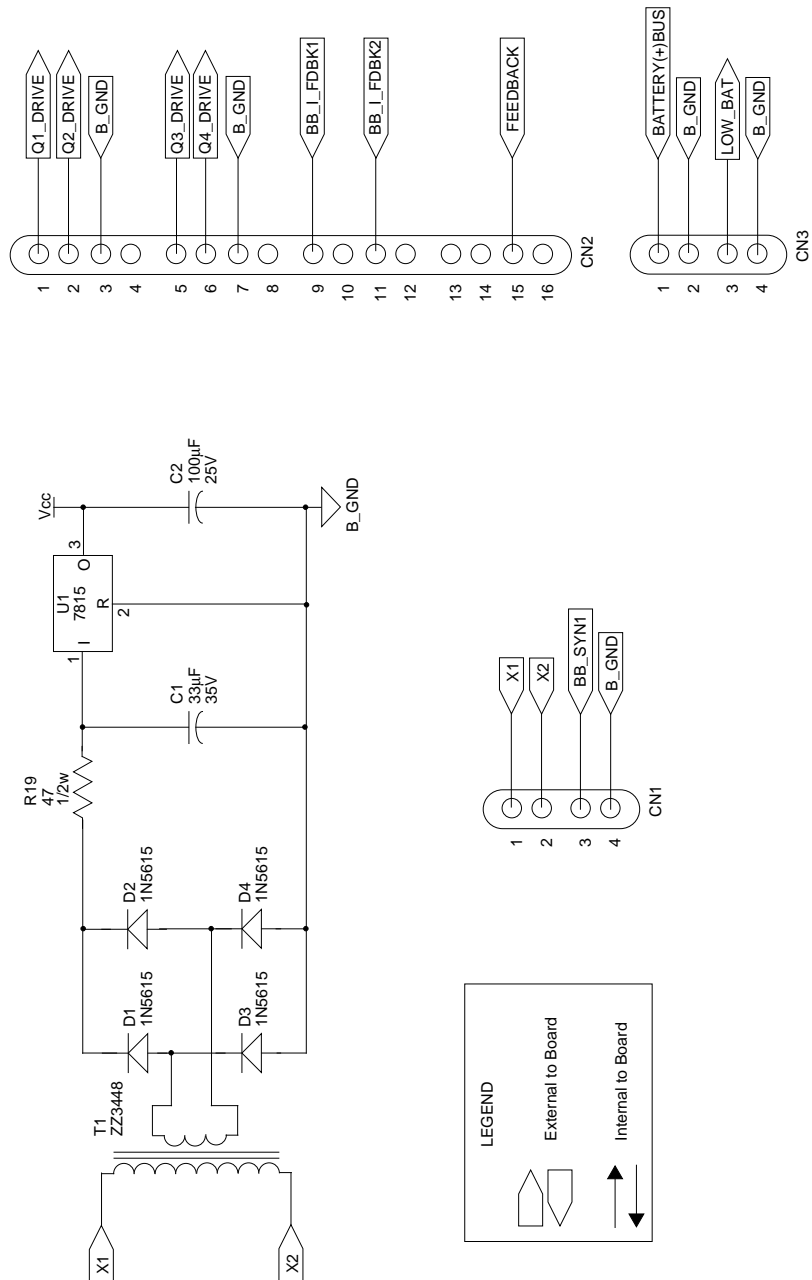 Q1_DRIVE
Q2_DRIVE
B_GND
Q3_DRIVE
Q4_DRIVE
B_GND
BB_I_FDBK1
BB_I_FDBK2
FEEDBACK
1
2
3
4
5
6
7
8
9
10
11
12
13
14
15
16
CN2
BATTERY(+)BUS
B_GND
LOW_BAT
B_GND
1
2
3
4
CN3
X1
X2
T1
ZZ3448
D1
1N5615
D2
1N5615
D3
1N5615
D4
1N5615
R19
47
1/2w
C1
33µF
35V
1
I
U1
7815
R
2
O
3
Vcc
C2
100µF
25V
B_GND
X1
X2
BB_SYN1
B_GND
1
2
3
4
CN1
LEGEND
External to Board
Internal to Board